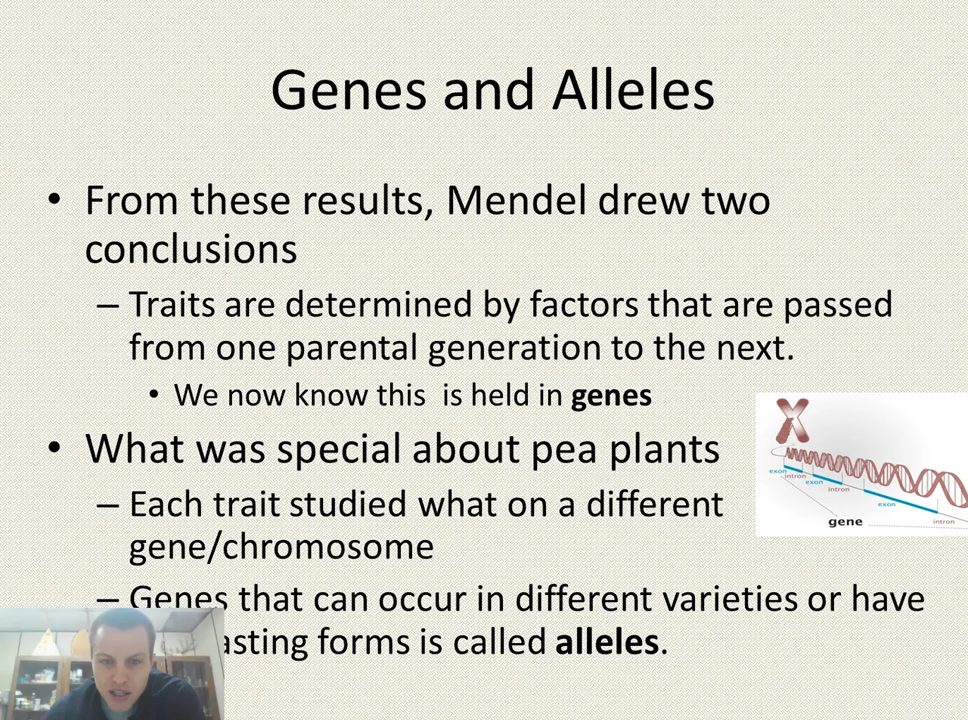 Genes and Alleles
• From these results, Mendel drew two
conclusions
– Traits are determined by factors that are passed
from one parental generation to the next.
• We now know this is held in genes
• What was special about pea plants
– Each trait studied what on a different
gene/chromosome
– Genes that can occur in different varieties or have
asting forms is called alleles.
exon
intron
exon
intron
exon
intron
gene